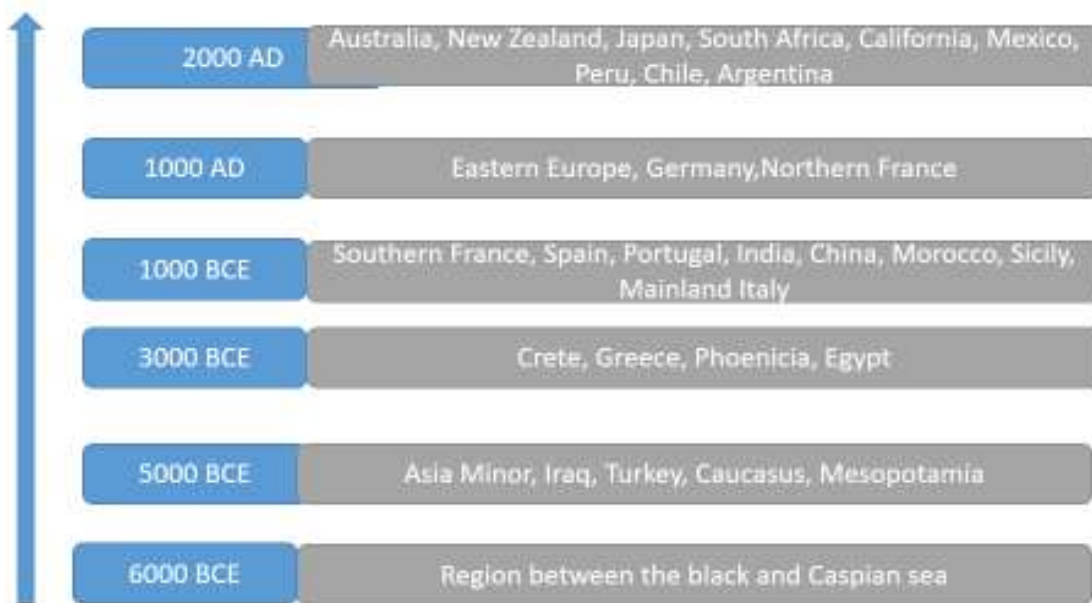 2000 AD
Australia, New Zealand, Japan, South Africa, California, Mexico,
Peru, Chile, Argentina
1000 AD
Eastern Europe, Germany,Northern France
1000 BCE
Southern France, Spain, Portugal, India, China, Morocco, Sicily,
Mainland Italy
3000 BCE
Crete, Greece, Phoenicia, Egypt
5000 BCE
Asia Minor, Iraq, Turkey, Caucasus, Mesopotamia
6000 BCE
Region between the black and Caspian sea